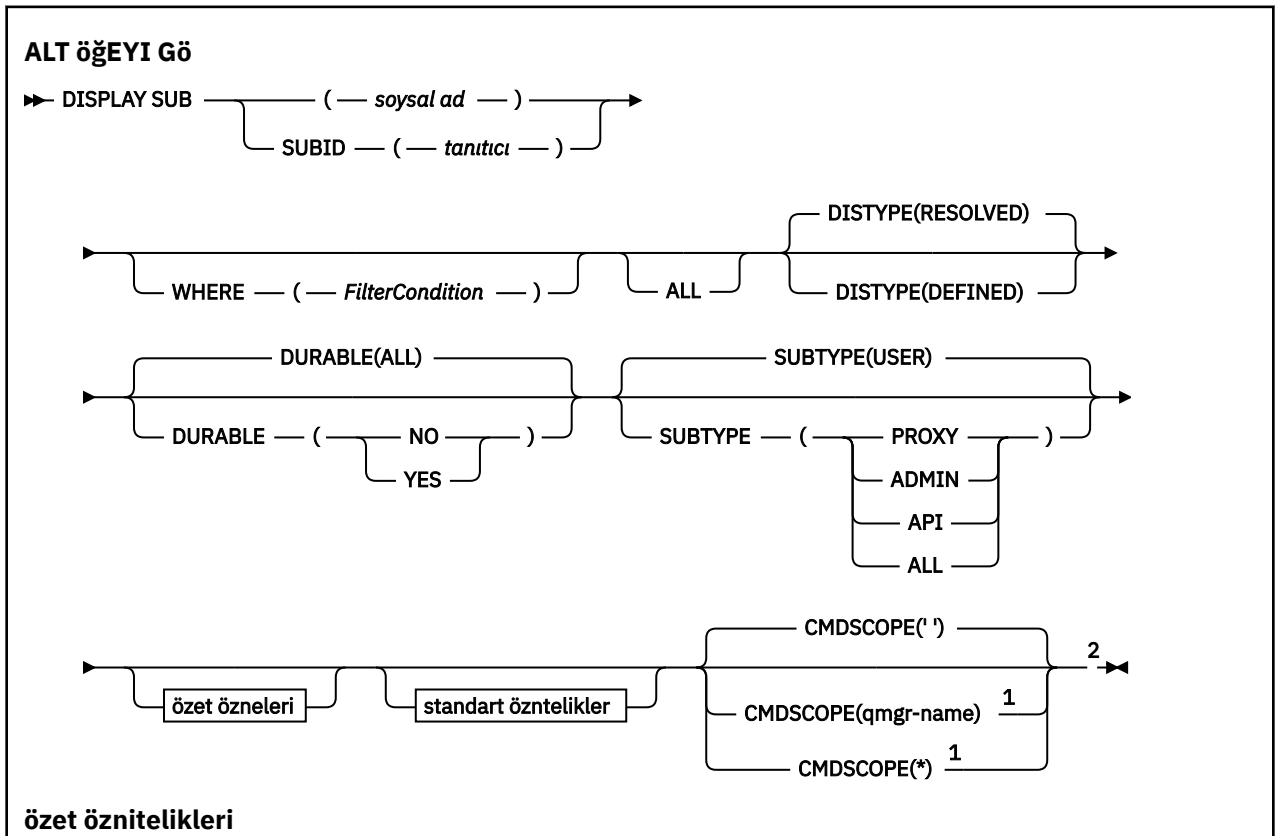 ALT öğEYI Gö
DISPLAY SUB ( soysal ad )
SUBID ( tanıtıcı )
DISTYPE(RESOLVED)
WHERE ( FilterCondition ) ALL DISTYPE(DEFINED)
DURABLE(ALL) SUBTYPE(USER)
DURABLE ( NO ) SUBTYPE ( PROXY )
YES ADMIN
API
ALL
CMDSCOPE(' ')
2
özet özneleri standart özntelikler CMDSCOPE(qmgr-name) 1
CMDSCOPE(*) 1
özet öznitelikleri